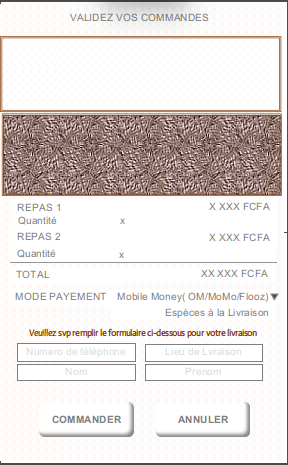 VALIDEZ VOS COMMANDES
REPAS 1 X XXX FCFA
Quantité x
REPAS 2 X XXX FCFA
Quantité x
TOTAL XX XXX FCFA
MODE PAYEMENT Mobile Money( OM/MoMo/Flooz)
Espèces à la Livraison
Veuillez svp remplir le formulaire ci-dessous pour votre livraison
Numero de téléphone Lieu de Lvraison
Nom Prenom
COMMANDER ANNULER